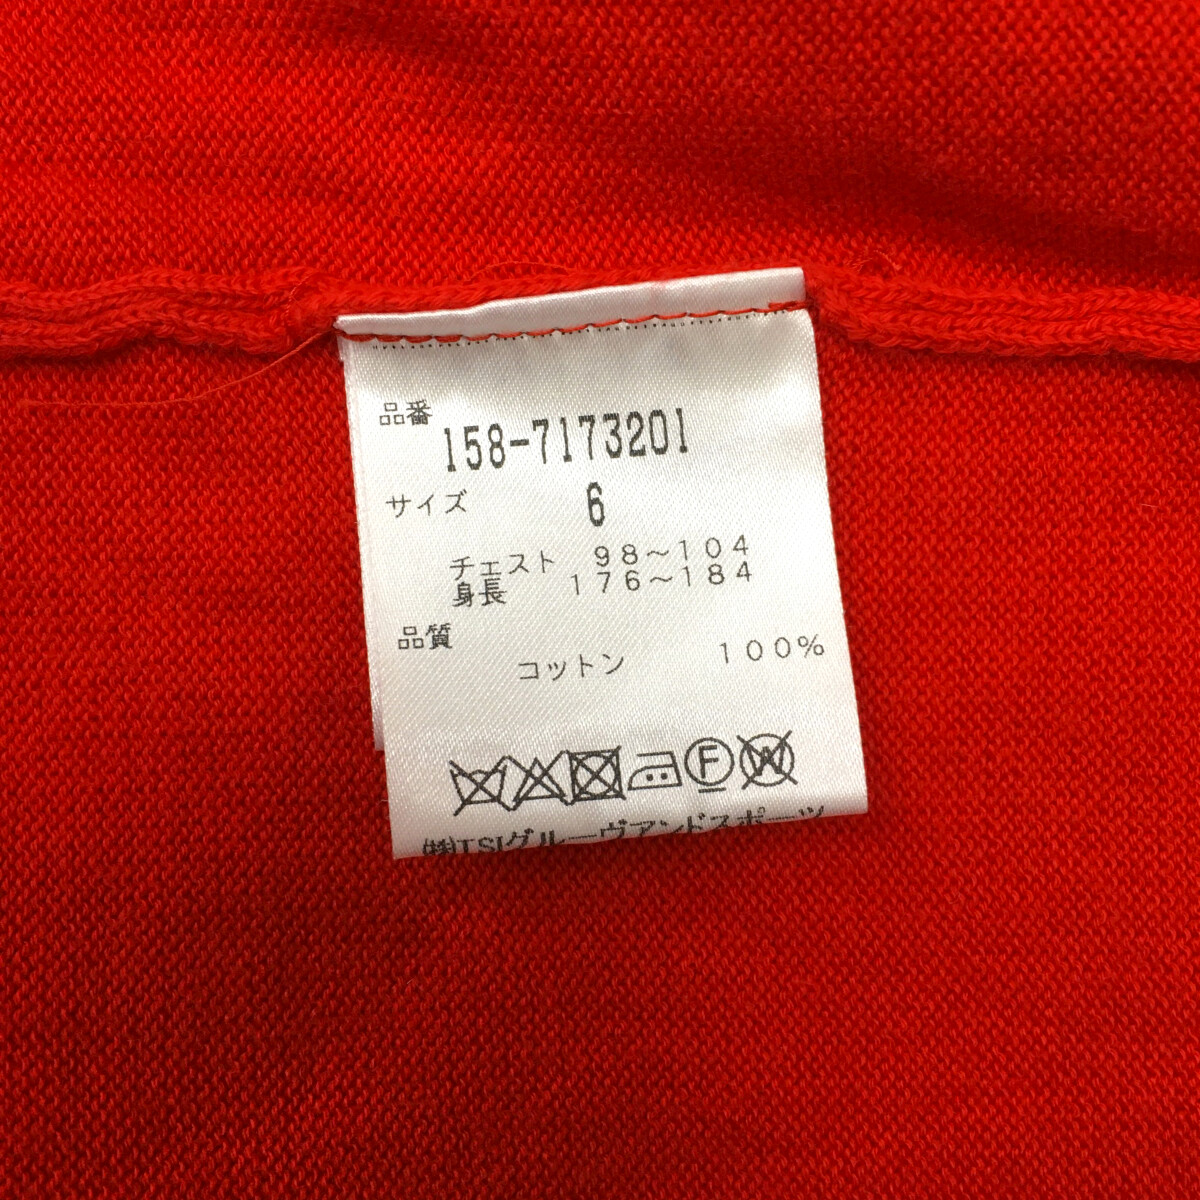 品番
158-7173201
サイズ 6
チェスト 98〜104
身長 176〜184
品質
コットン 100%
F W
㈱TSIグルーヴアンドスポーツ